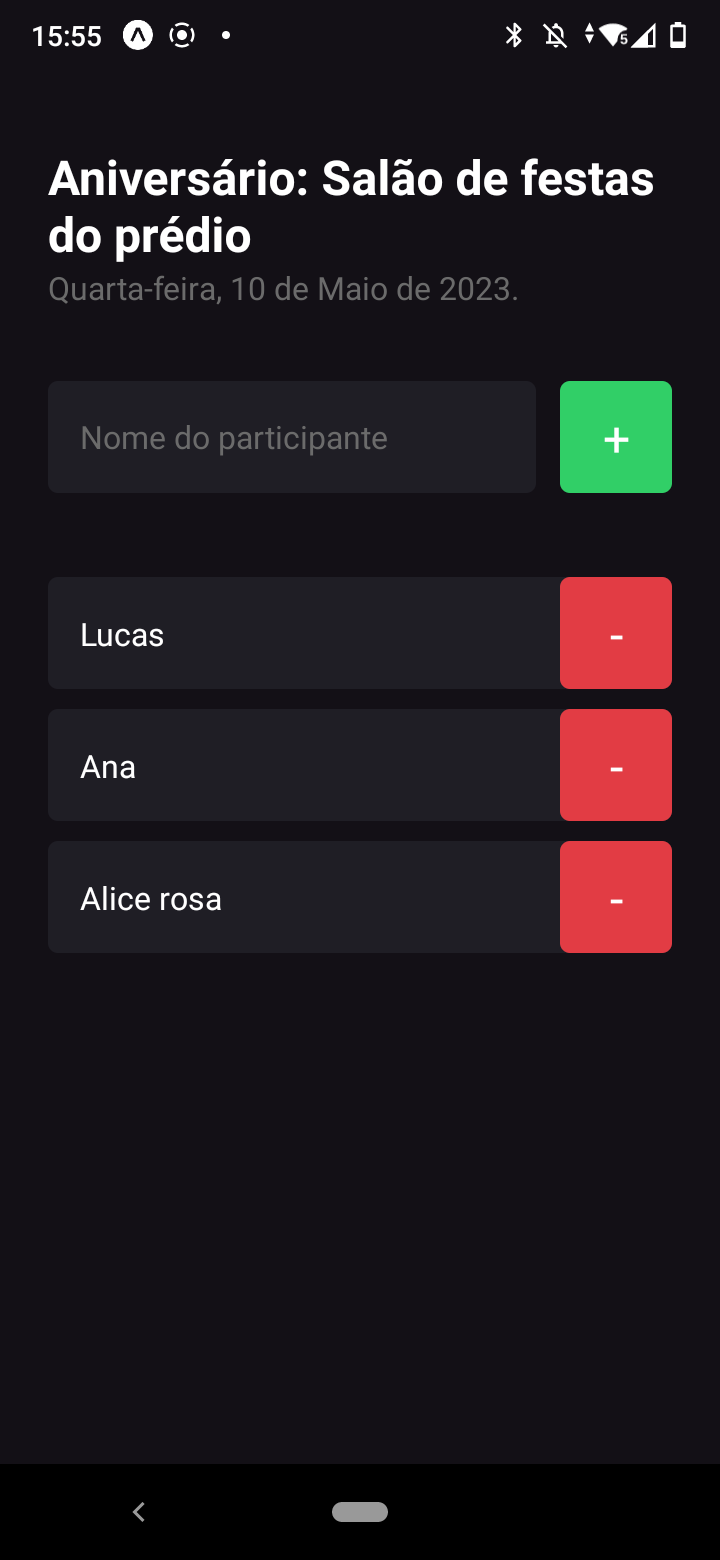 15:55
5
Aniversário: Salão de festas
do prédio
Quarta-feira, 10 de Maio de 2023.
Nome do participante
+
Lucas
-
Ana
-
Alice rosa
-